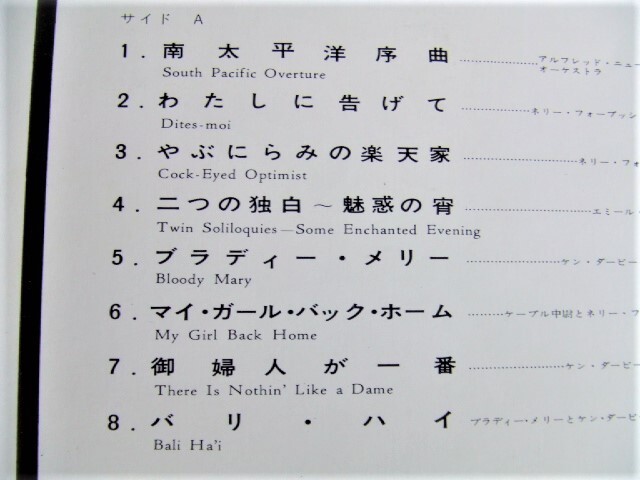 サイド A
1. 南太平洋序曲 ………… アルフレッド・ニュー
South Pacific Overture オーケストラ
2. わたしに告げて ………… ネリー・フォーブッシ
Dites-moi
3. やぶにらみの楽天家 ………… ネリー・フォ
Cock-Eyed Optimist
4. 二つの独白～魅惑の宵 ………… エミール・
Twin Soliloquies—Some Enchanted Evening
5. ブラディー・メリー ………… ケン・ダービー
Bloody Mary
6. マイ・ガール・バック・ホーム ………… ケーブル中尉とネリー・フ
My Girl Back Home
7. 御婦人が一番 ………… ケン・ダービ
There Is Nothin' Like a Dame
8. バリ・ハイ ブラディー・メリーとケン・ダービー
Bali Ha'i